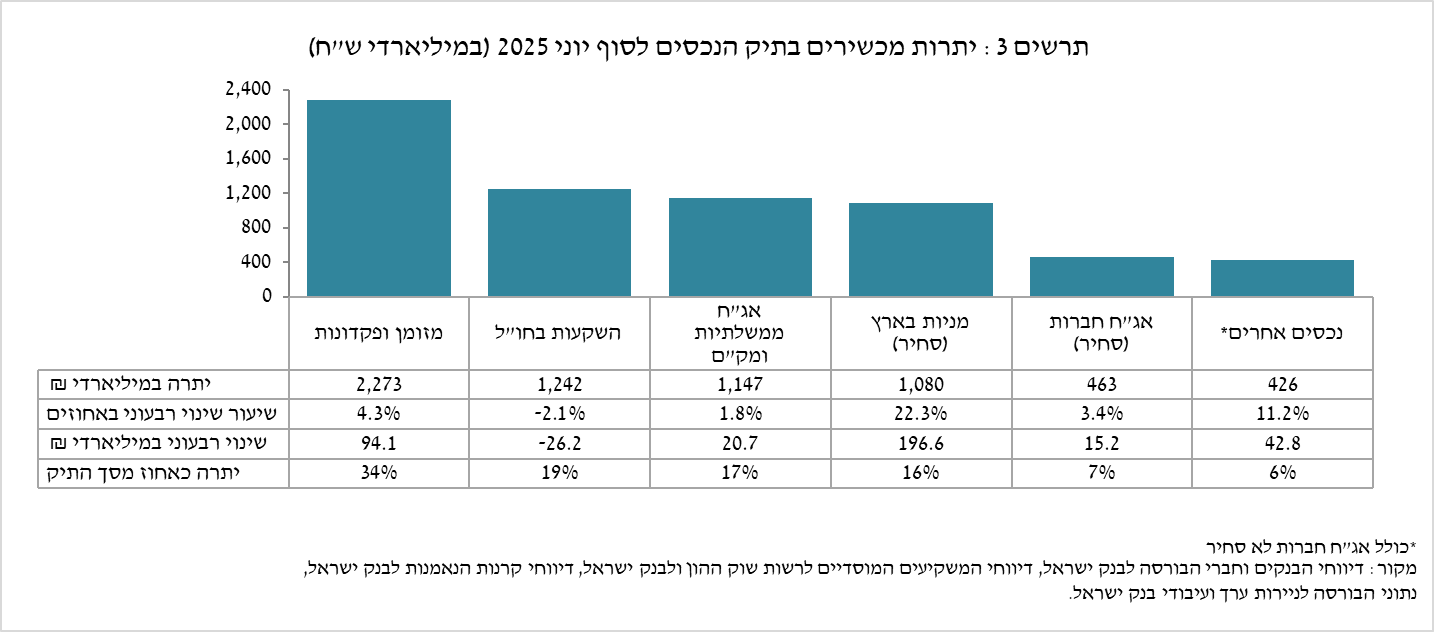 תרשים 3 : יתרות מכשירים בתיק הנכסים לסוף יוני 2025 (במיליארדי ש"ח)
2,400
2,000
1,600
1,200
800
400
0
מזומן ופקדונות השקעות בחו"ל אג"ח ממשלתיות ומק"ם מניות בארץ (סחיר) אג"ח חברות (סחיר) נכסים אחרים*
יתרה במיליארדי ₪ 2,273 1,242 1,147 1,080 463 426
שיעור שינוי רבעוני באחוזים 4.3% -2.1% 1.8% 22.3% 3.4% 11.2%
שינוי רבעוני במיליארדי ₪ 94.1 -26.2 20.7 196.6 15.2 42.8
יתרה כאחוז מסך התיק 34% 19% 17% 16% 7% 6%
*כולל אג"ח חברות לא סחיר
מקור : דיווחי הבנקים וחברי הבורסה לבנק ישראל, דיווחי המשקיעים המוסדיים לרשות שוק ההון ולבנק ישראל, דיווחי קרנות הנאמנות לבנק ישראל,
נתוני הבורסה לניירות ערך ועיבודי בנק ישראל.